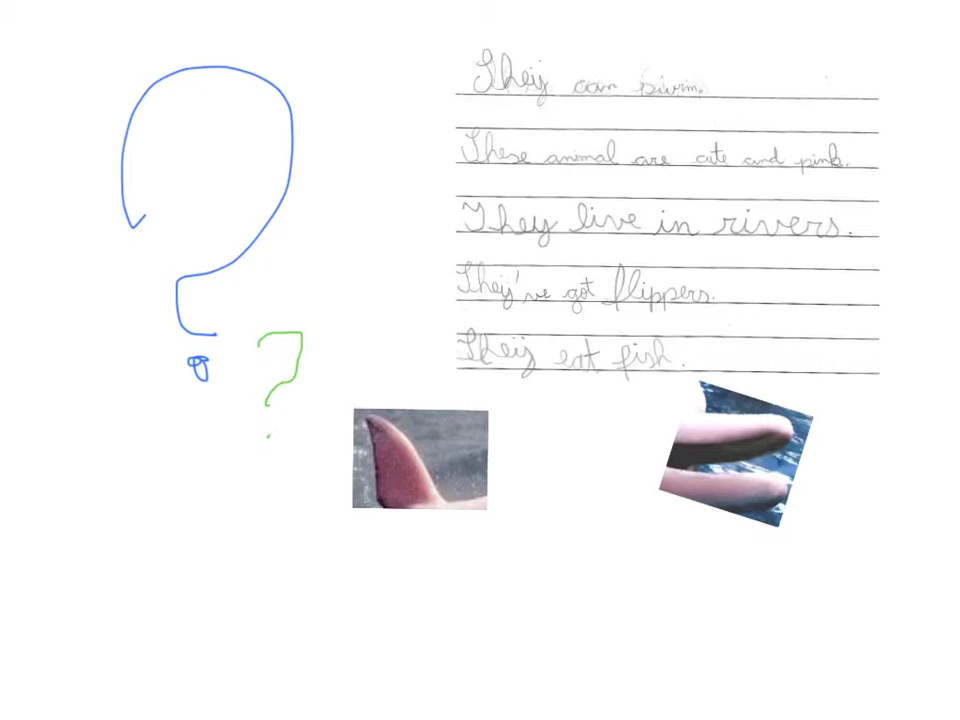 They can swim.
These animal are cute and pink.
They live in rivers.
They've got flippers.
They eat fish.
?
?